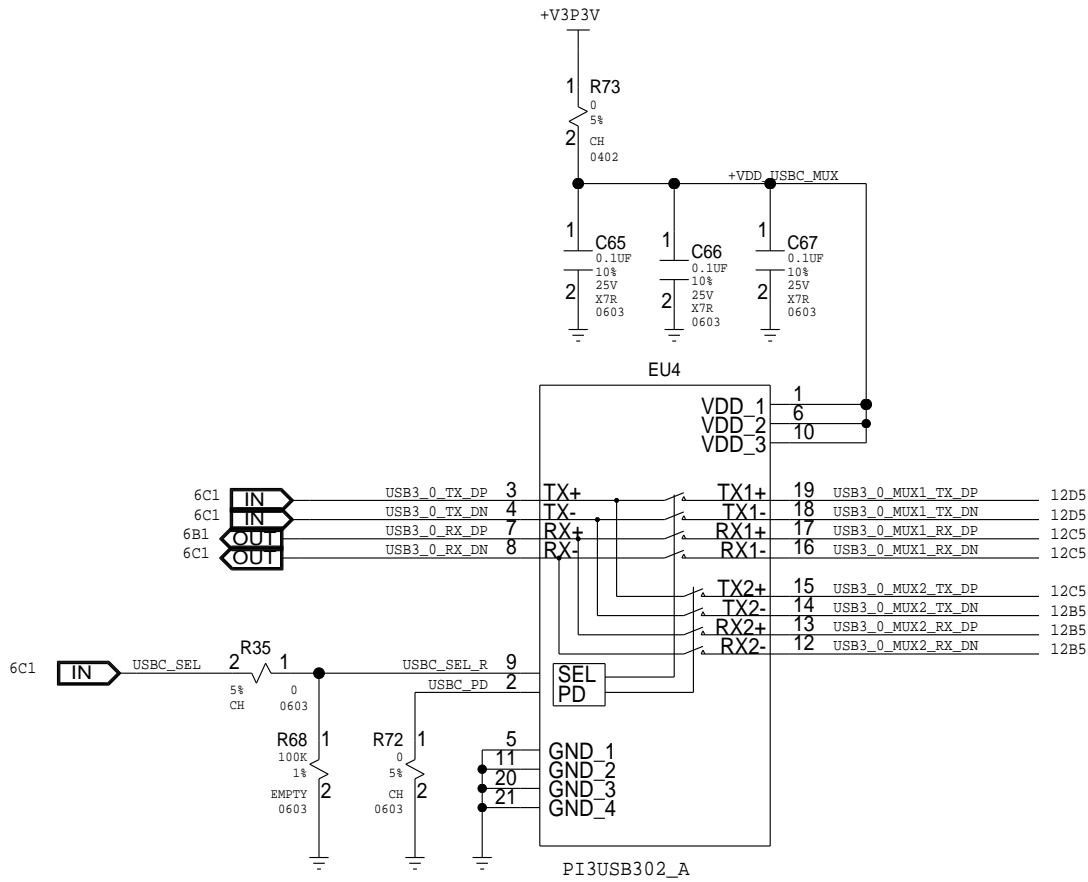 +V3P3V
1 R73
0
5%
2 CH
0402
+VDD_USBC_MUX
1 C65
0.1UF
10%
25V
2 X7R
0603
1 C66
0.1UF
10%
25V
2 X7R
0603
1 C67
0.1UF
10%
25V
2 X7R
0603
EU4
VDD_1 1
VDD_2 6
VDD_3 10
6C1 IN USB3_0_TX_DP 3 TX+ TX1+ 19 USB3_0_MUX1_TX_DP 12D5
6C1 IN USB3_0_TX_DN 4 TX- TX1- 18 USB3_0_MUX1_TX_DN 12D5
6B1 OUT USB3_0_RX_DP 7 RX+ RX1+ 17 USB3_0_MUX1_RX_DP 12C5
6C1 OUT USB3_0_RX_DN 8 RX- RX1- 16 USB3_0_MUX1_RX_DN 12C5
TX2+ 15 USB3_0_MUX2_TX_DP 12C5
TX2- 14 USB3_0_MUX2_TX_DN 12B5
RX2+ 13 USB3_0_MUX2_RX_DP 12B5
RX2- 12 USB3_0_MUX2_RX_DN 12B5
6C1 IN USBC_SEL 2 R35 1 USBC_SEL_R 9 SEL
5% 0
CH 0603
USBC_PD 2 PD
R68 1
100K
1%
EMPTY 2
0603
R72 1
0
5%
CH 2
0603
5 GND_1
11 GND_2
20 GND_3
21 GND_4
PI3USB302_A